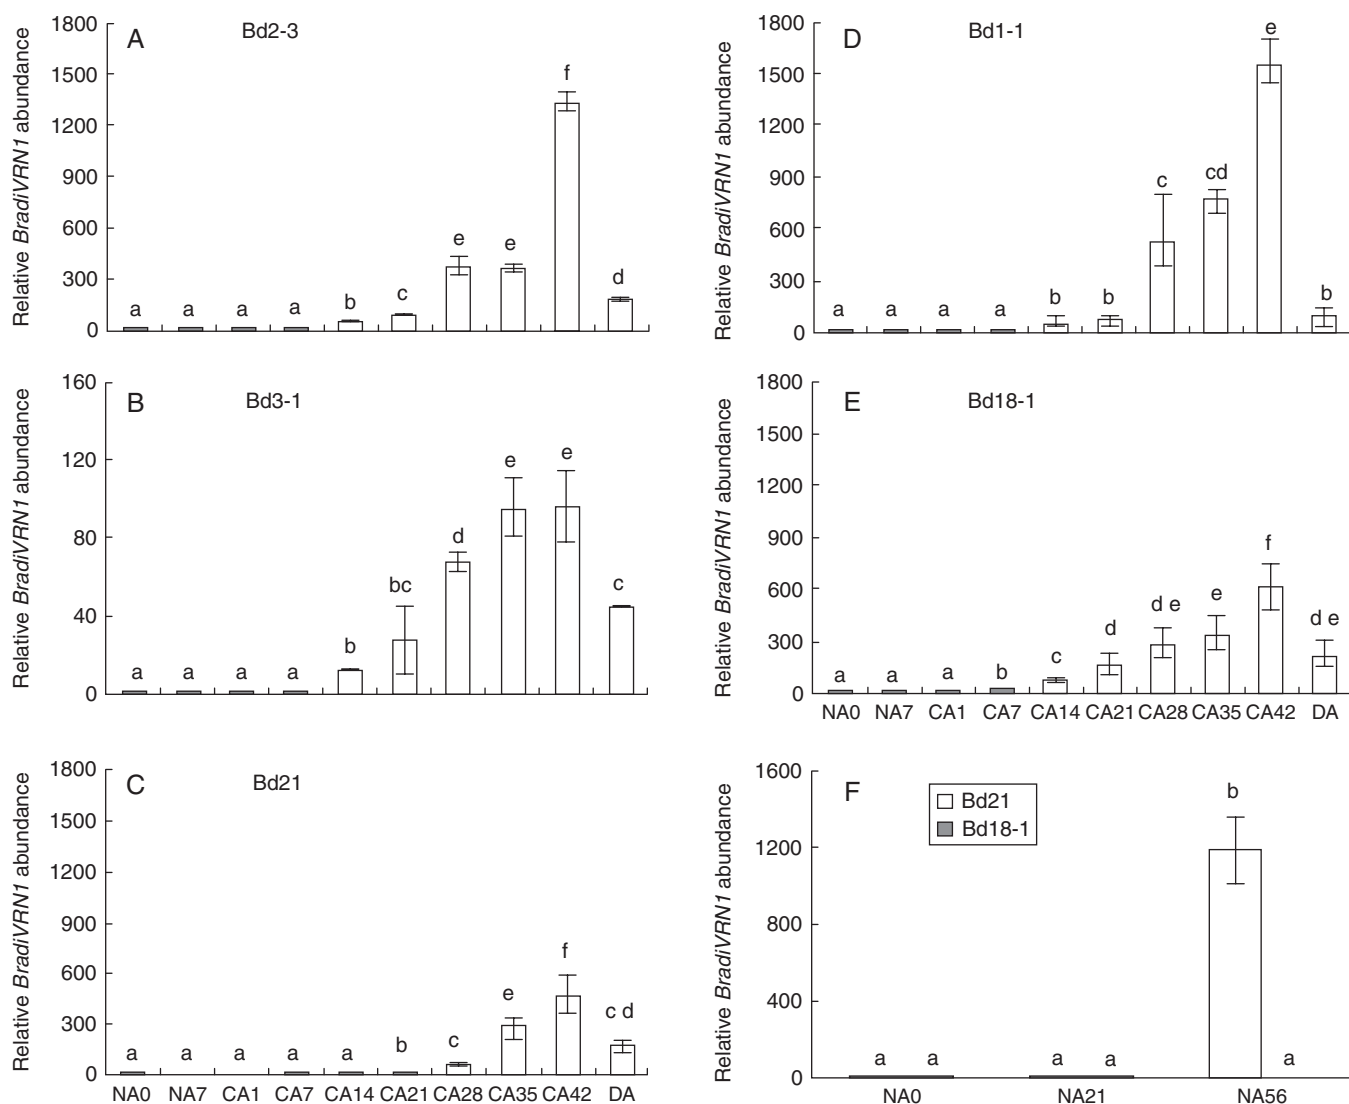 A
Bd2-3
Relative BradiVRN1 abundance
1800
1500
1200
900
600
300
0
a a a a b c e e f d
B
Bd3-1
Relative BradiVRN1 abundance
160
120
80
40
0
a a a a b bc d e e c
C
Bd21
Relative BradiVRN1 abundance
1800
1500
1200
900
600
300
0
a a a a a b c e f c d
NA0 NA7 CA1 CA7 CA14 CA21 CA28 CA35 CA42 DA
D
Bd1-1
Relative BradiVRN1 abundance
1800
1500
1200
900
600
300
0
a a a a b b c cd e b
E
Bd18-1
Relative BradiVRN1 abundance
1800
1500
1200
900
600
300
0
a a a b c d d e e f d e
NA0 NA7 CA1 CA7 CA14 CA21 CA28 CA35 CA42 DA
F
Bd21
Bd18-1
Relative BradiVRN1 abundance
1600
1200
800
400
0
a a a a b a
NA0 NA21 NA56